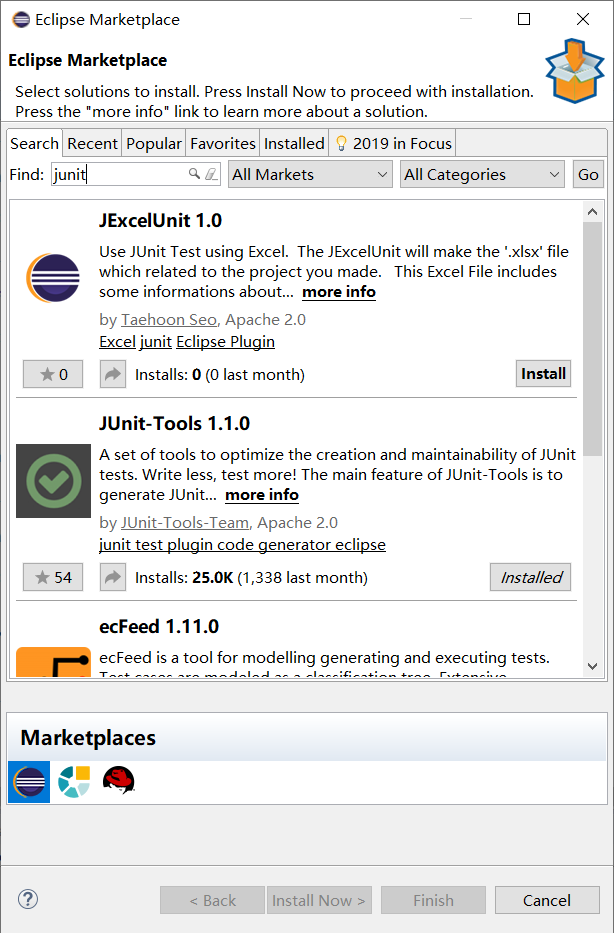 Eclipse Marketplace
Eclipse Marketplace
Select solutions to install. Press Install Now to proceed with installation.
Press the "more info" link to learn more about a solution.
Search Recent Popular Favorites Installed 2019 in Focus
Find: junit All Markets All Categories Go
JExcelUnit 1.0
Use JUnit Test using Excel. The JExcelUnit will make the '.xlsx' file
which related to the project you made. This Excel File includes
some informations about... more info
by Taehoon Seo, Apache 2.0
Excel junit Eclipse Plugin
0 Installs: 0 (0 last month) Install
JUnit-Tools 1.1.0
A set of tools to optimize the creation and maintainability of JUnit
tests. Write less, test more! The main feature of JUnit-Tools is to
generate JUnit... more info
by JUnit-Tools-Team, Apache 2.0
junit test plugin code generator eclipse
54 Installs: 25.0K (1,338 last month) Installed
ecFeed 1.11.0
ecFeed is a tool for modelling generating and executing tests.
Test cases are modeled as a classification tree. Extensive
Marketplaces
< Back Install Now > Finish Cancel